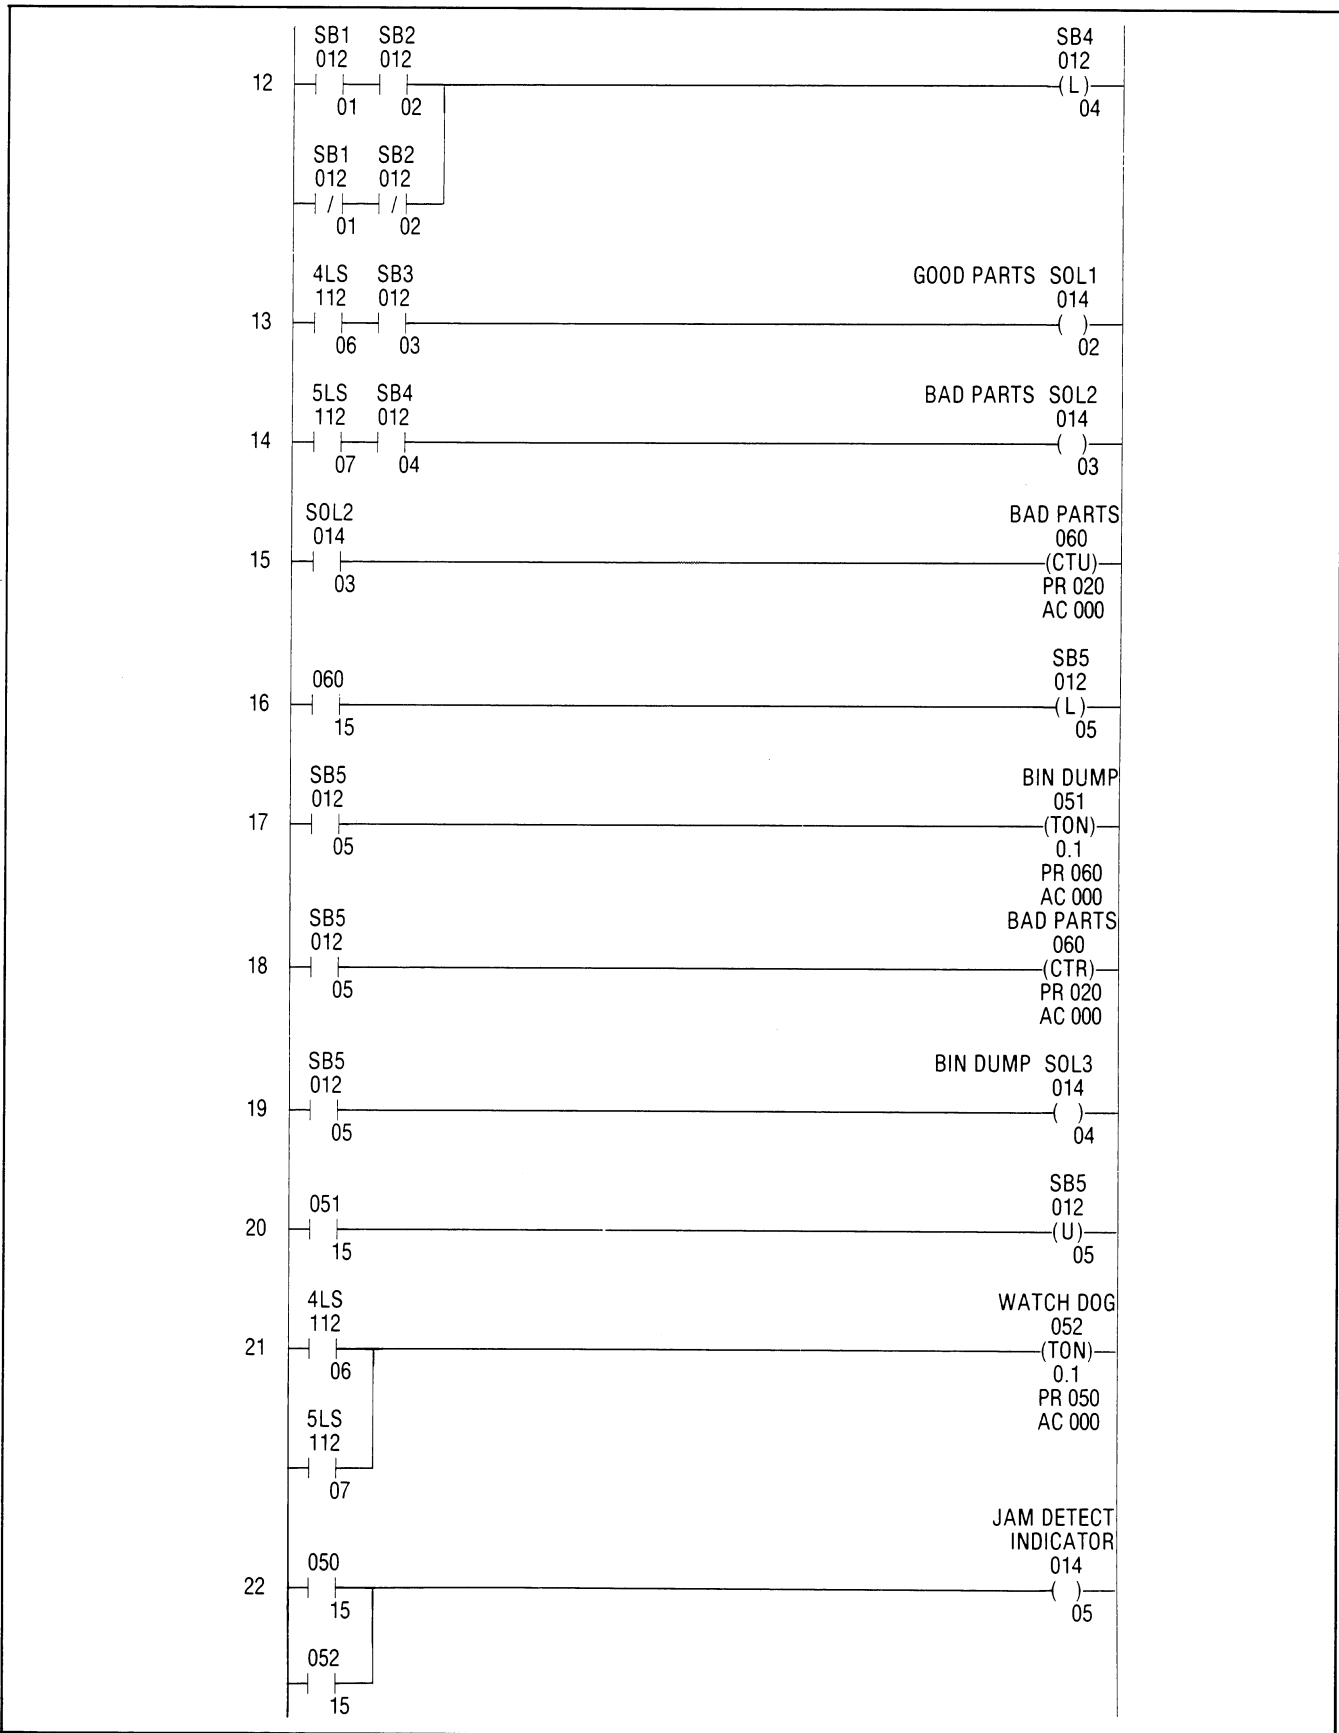 SB1 SB2 SB4
012 012 012
12 (L)
01 02 04
SB1 SB2
012 012
/ /
01 02
4LS SB3 GOOD PARTS SOL1
112 012 014
13 ( )
06 03 02
5LS SB4 BAD PARTS SOL2
112 012 014
14 ( )
07 04 03
SOL2 BAD PARTS
014 060
15 (CTU)
03 PR 020
AC 000
SB5
060 012
16 (L)
15 05
SB5 BIN DUMP
012 051
17 (TON)
05 0.1
PR 060
AC 000
SB5 BAD PARTS
012 060
18 (CTR)
05 PR 020
AC 000
SB5 BIN DUMP SOL3
012 014
19 ( )
05 04
SB5
051 012
20 (U)
15 05
4LS WATCH DOG
112 052
21 (TON)
06 0.1
PR 050
5LS AC 000
112
07
JAM DETECT
INDICATOR
050 014
22 ( )
15 05
052
15